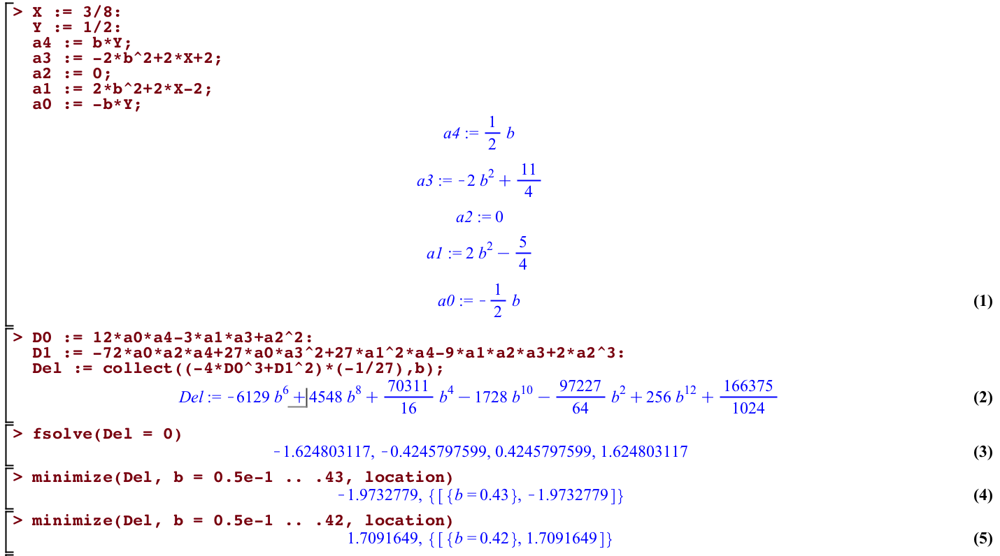 > X := 3/8:
Y := 1/2:
a4 := b*Y;
a3 := -2*b^2+2*X+2;
a2 := 0;
a1 := 2*b^2+2*X-2;
a0 := -b*Y;
a4 := 1/2 b
a3 := -2 b^2 + 11/4
a2 := 0
a1 := 2 b^2 − 5/4
a0 := -1/2 b (1)
> D0 := 12*a0*a4-3*a1*a3+a2^2:
D1 := -72*a0*a2*a4+27*a0*a3^2+27*a1^2*a4-9*a1*a2*a3+2*a2^3:
Del := collect((-4*D0^3+D1^2)*(-1/27),b);
Del := -6129 b^6 + 4548 b^8 + 70311/16 b^4 − 1728 b^10 − 97227/64 b^2 + 256 b^12 + 166375/1024 (2)
> fsolve(Del = 0)
-1.624803117, -0.4245797599, 0.4245797599, 1.624803117 (3)
> minimize(Del, b = 0.5e-1 .. .43, location)
-1.9732779, {[{b = 0.43}, -1.9732779]} (4)
> minimize(Del, b = 0.5e-1 .. .42, location)
1.7091649, {[{b = 0.42}, 1.7091649]} (5)